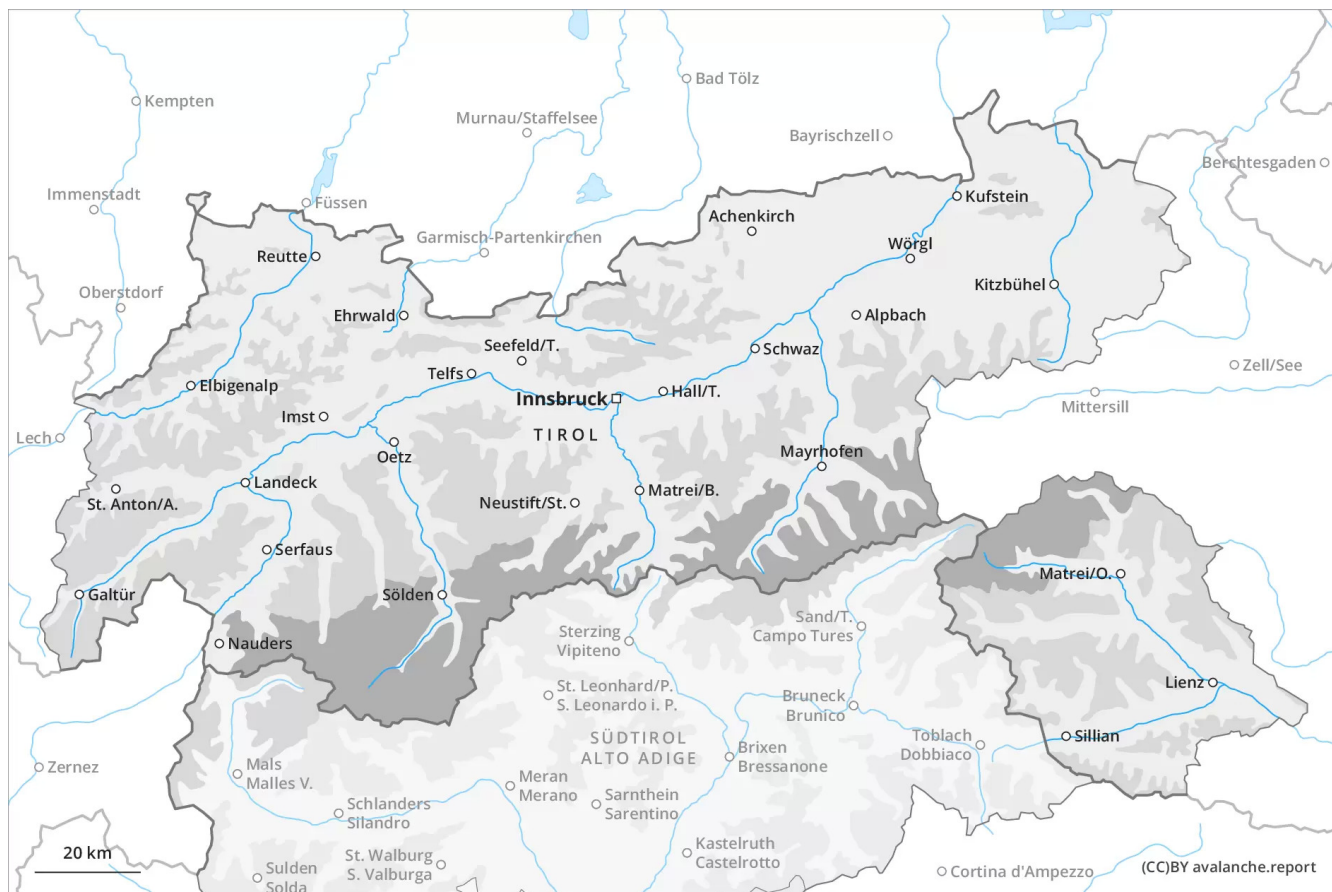 Kempten
Bad Tölz
Murnau/Staffelsee
Bayrischzell
Berchtesgaden
Immenstadt
Füssen
Kufstein
Achenkirch
Garmisch-Partenkirchen
Wörgl
Reutte
Kitzbühel
Oberstdorf
Ehrwald
Alpbach
Seefeld/T.
Schwaz
Zell/See
Telfs
Elbigenalp
Innsbruck
Hall/T.
Mittersill
Imst
Lech
TIROL
Oetz
Mayrhofen
Landeck
St. Anton/A.
Neustift/St.
Matrei/B.
Serfaus
Matrei/O.
Galtür
Sölden
Sand/T.
Campo Tures
Sterzing
Vipiteno
Nauders
Lienz
St. Leonhard/P.
S. Leonardo i. P.
Bruneck
Brunico
SÜDTIROL
ALTO ADIGE
Toblach
Dobbiaco
Sillian
Brixen
Bressanone
Zernez
Mals
Malles V.
Meran
Merano
Sarnthein
Sarentino
Schlanders
Silandro
Kastelruth
Castelrotto
20 km
St. Walburg
S. Valburga
Sulden
Solda
Cortina d'Ampezzo
(CC)BY avalanche.report